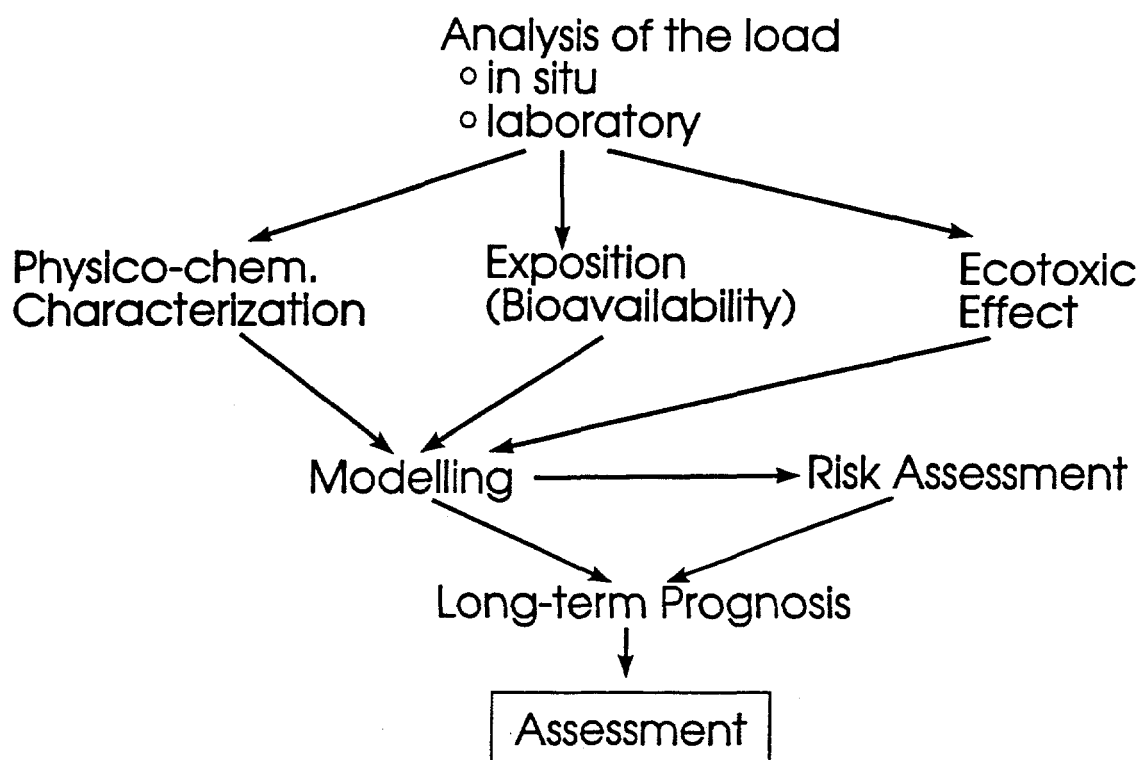 Analysis of the load
o in situ
o laboratory
Physico-chem.
Characterization
Exposition
(Bioavailability)
Ecotoxic
Effect
Modelling
Risk Assessment
Long-term Prognosis
Assessment